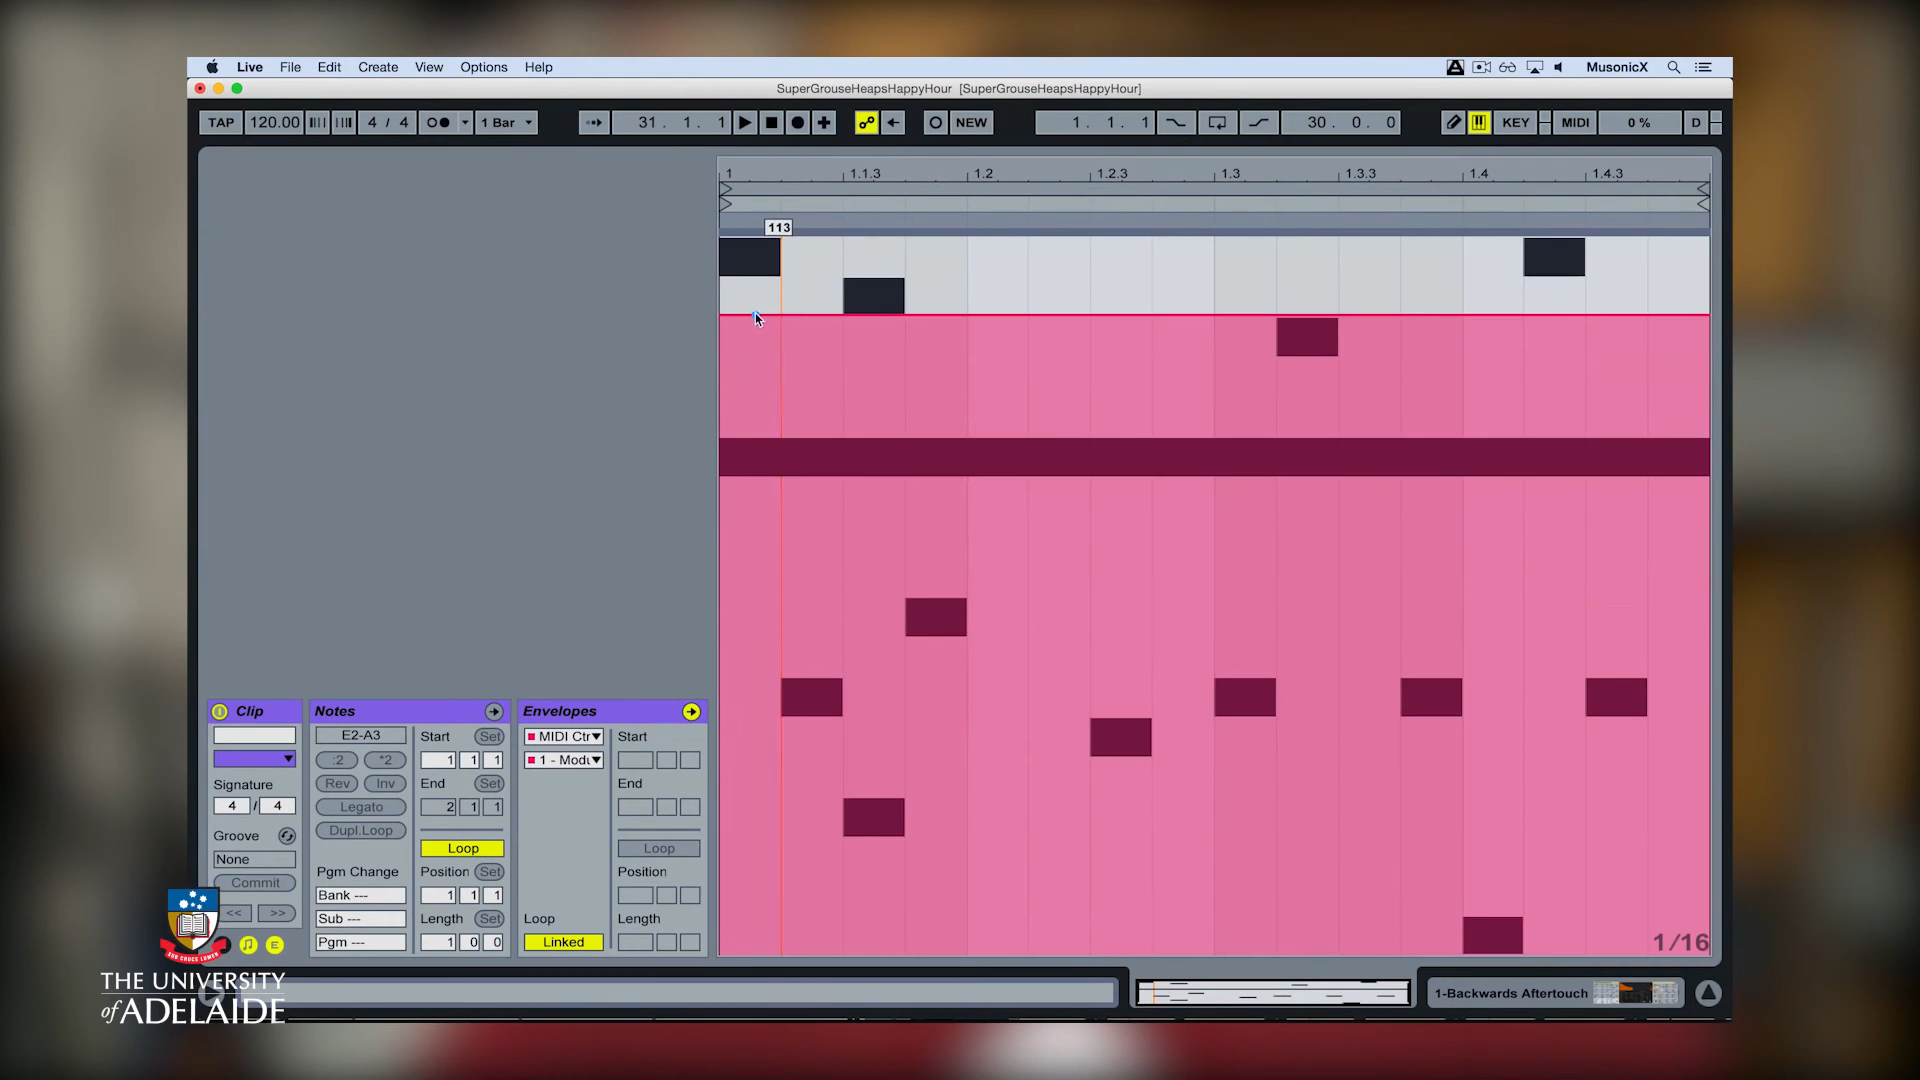 Live File Edit Create View Options Help MusonicX
SuperGrouseHeapsHappyHour [SuperGrouseHeapsHappyHour]
TAP 120.00 4 / 4 1 Bar 31. 1. 1 NEW 1. 1. 1 30. 0. 0 KEY MIDI 0 % D
1 1.1.3 1.2 1.2.3 1.3 1.3.3 1.4 1.4.3
113
Clip
Signature
4 / 4
Groove
None
Commit
<< >>
E
Notes
E2-A3
:2 *2
Rev Inv
Legato
Dupl.Loop
Pgm Change
Bank ---
Sub ---
Pgm ---
Start Set
1 1 1
End Set
2 1 1
Loop
Position Set
1 1 1
Length Set
1 0 0
Envelopes
MIDI Ctr
1 - Modu
Loop
Linked
Start
End
Loop
Position
Length
1/16
1-Backwards Aftertouch
SUB CRUCE LUMEN
THE UNIVERSITY
of ADELAIDE